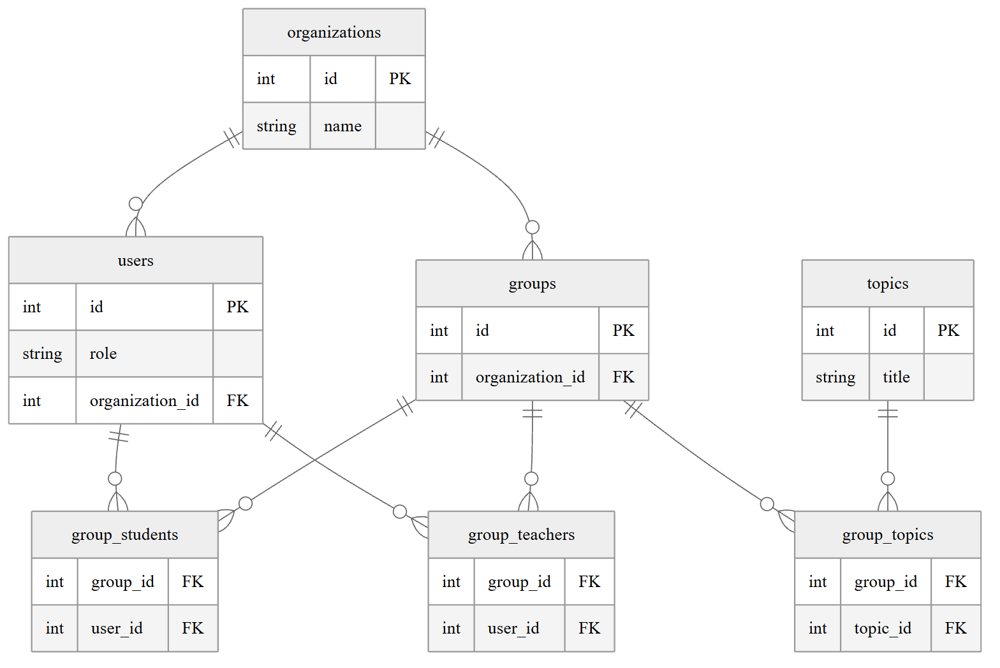 organizations
int id PK
string name
users
int id PK
string role
int organization_id FK
groups
int id PK
int organization_id FK
topics
int id PK
string title
group_students
int group_id FK
int user_id FK
group_teachers
int group_id FK
int user_id FK
group_topics
int group_id FK
int topic_id FK